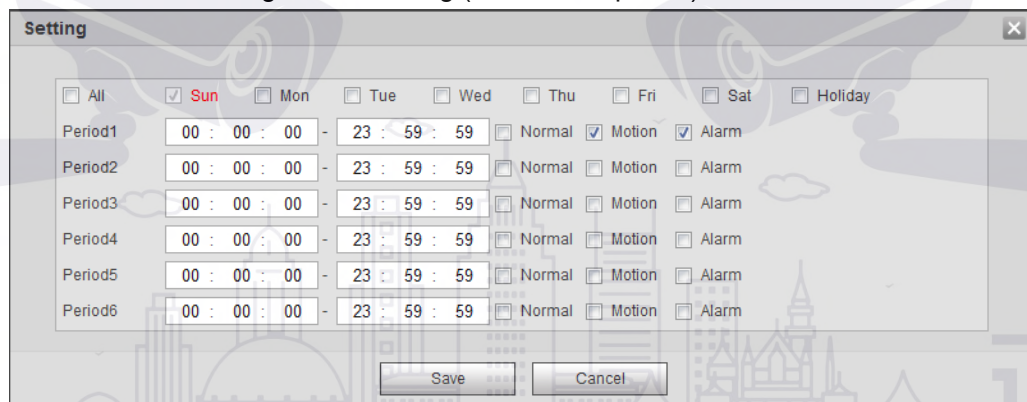 Setting
All Sun Mon Tue Wed Thu Fri Sat Holiday
Period1 00 : 00 : 00 - 23 : 59 : 59 Normal Motion Alarm
Period2 00 : 00 : 00 - 23 : 59 : 59 Normal Motion Alarm
Period3 00 : 00 : 00 - 23 : 59 : 59 Normal Motion Alarm
Period4 00 : 00 : 00 - 23 : 59 : 59 Normal Motion Alarm
Period5 00 : 00 : 00 - 23 : 59 : 59 Normal Motion Alarm
Period6 00 : 00 : 00 - 23 : 59 : 59 Normal Motion Alarm
Save Cancel